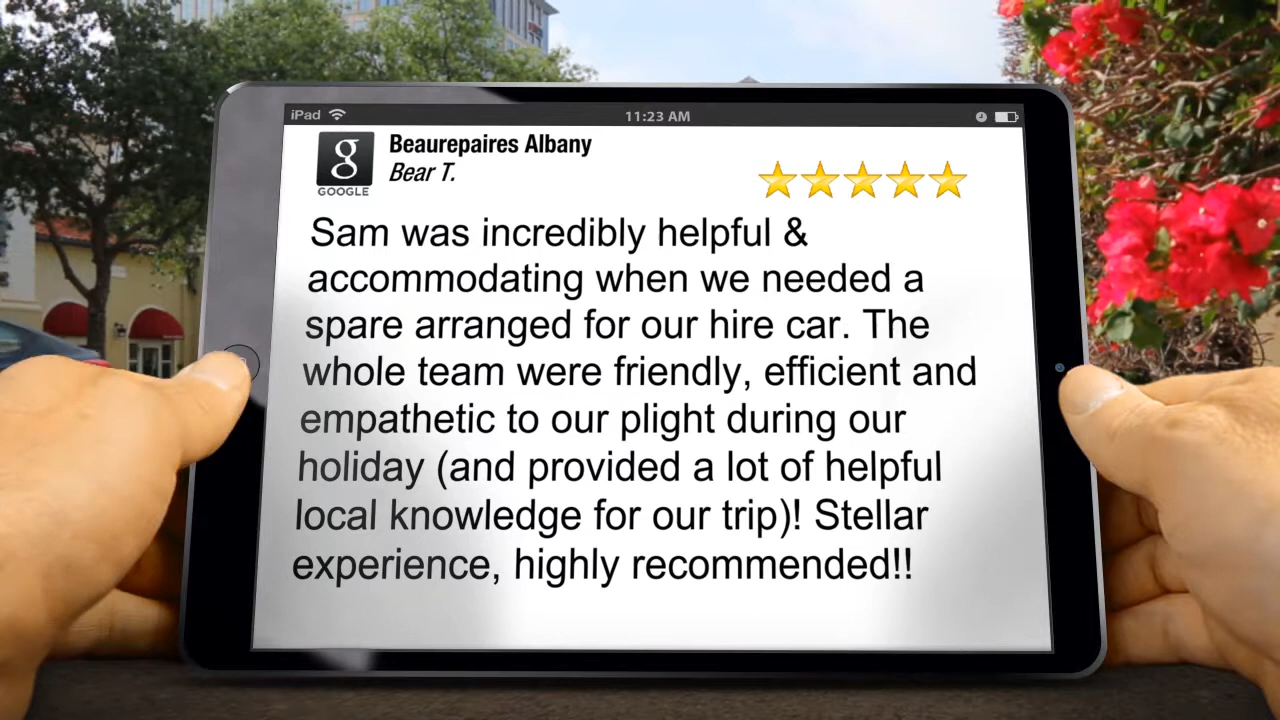 iPad
11:23 AM
g
GOOGLE
Beaurepaires Albany
Bear T.
Sam was incredibly helpful &
accommodating when we needed a
spare arranged for our hire car. The
whole team were friendly, efficient and
empathetic to our plight during our
holiday (and provided a lot of helpful
local knowledge for our trip)! Stellar
experience, highly recommended!!